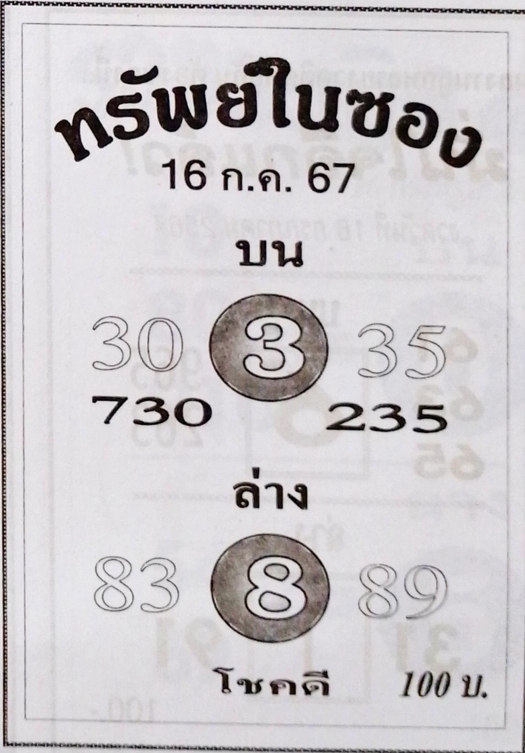 ทรัพย์ในซอง
16 ก.ค. 67
บน
30 3 35
730 235
ล่าง
83 8 89
โชคดี 100 บ.